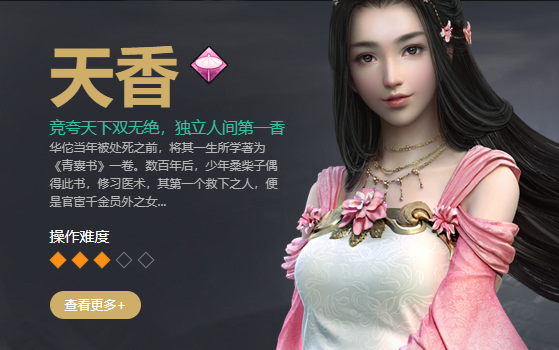 天香
竞夸天下双无绝，独立人间第一香
华佗当年被处死之前，将其一生所学著为
《青囊书》一卷。数百年后，少年桑柴子偶
得此书，修习医术，其第一个救下之人，便
是官宦千金员外之女...
操作难度
查看更多+